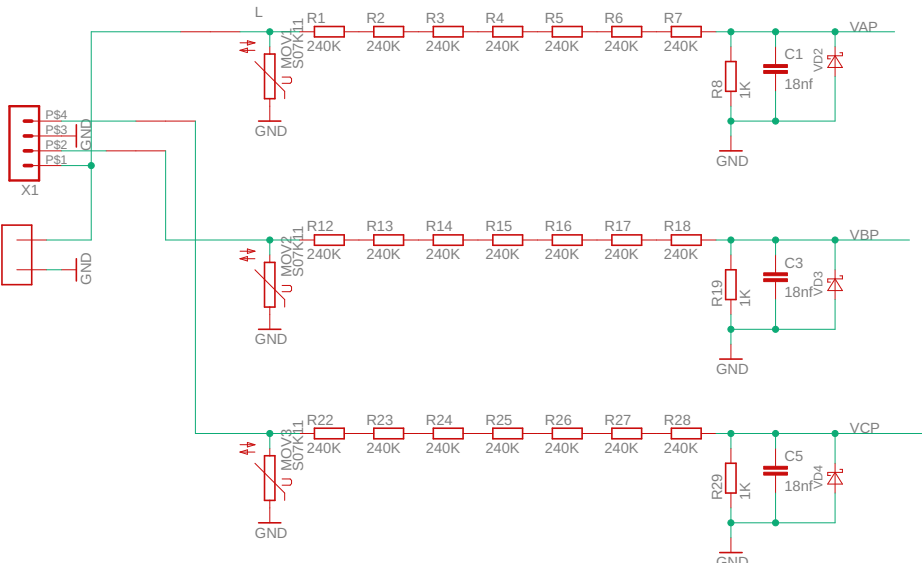 L
R1 R2 R3 R4 R5 R6 R7
VAP
240K 240K 240K 240K 240K 240K 240K
MOV1
S07K11
U
GND
R8
1K
C1
18nf
VD2
GND
P$4
P$3
P$2
P$1
GND
X1
GND
R12 R13 R14 R15 R16 R17 R18
VBP
240K 240K 240K 240K 240K 240K 240K
MOV2
S07K11
U
GND
R19
1K
C3
18nf
VD3
GND
R22 R23 R24 R25 R26 R27 R28
VCP
240K 240K 240K 240K 240K 240K 240K
MOV3
S07K11
U
GND
R29
1K
C5
18nf
VD4
GND